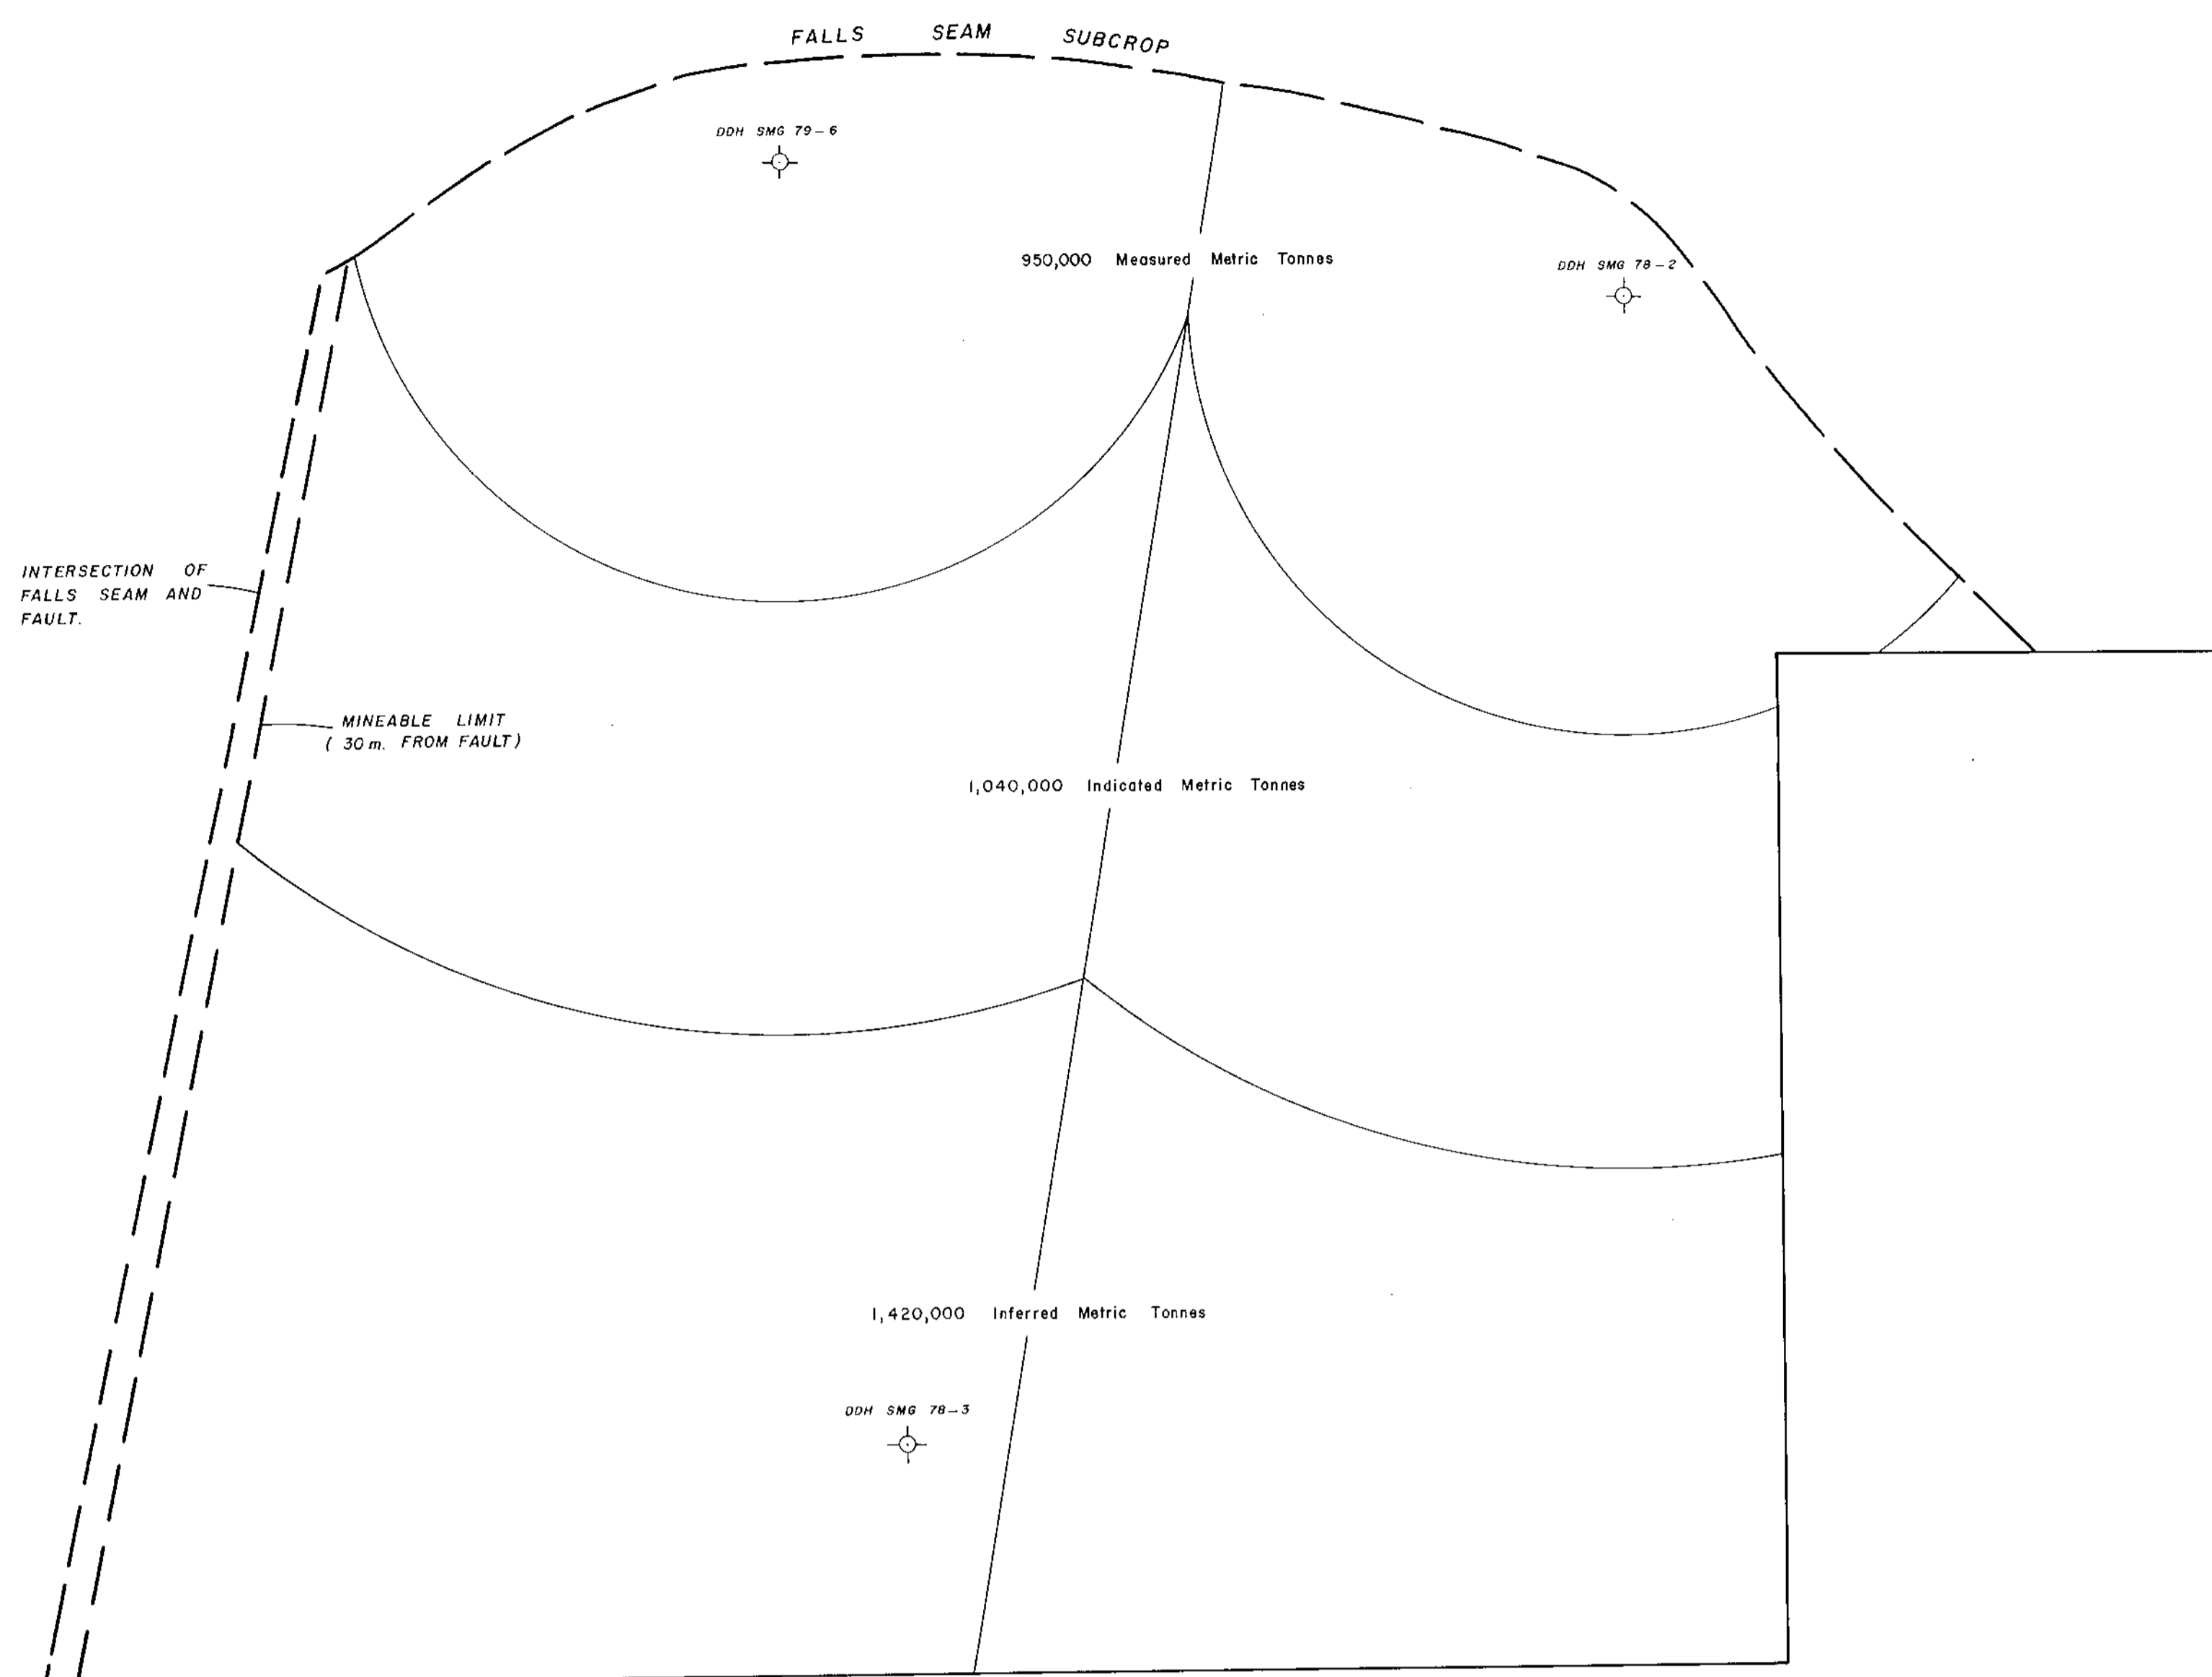 FALLS SEAM SUBCROP
DDH SMG 79-6
950,000 Measured Metric Tonnes
DDH SMG 78-2
INTERSECTION OF
FALLS SEAM AND
FAULT.
MINEABLE LIMIT
( 30 m. FROM FAULT )
1,040,000 Indicated Metric Tonnes
1,420,000 Inferred Metric Tonnes
DDH SMG 78-3